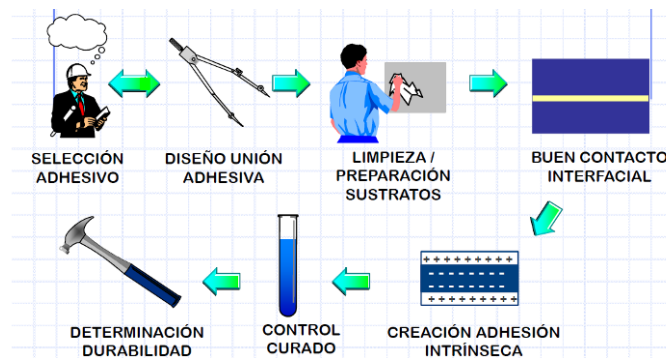 SELECCIÓN
ADHESIVO
DISEÑO UNIÓN
ADHESIVA
LIMPIEZA /
PREPARACIÓN
SUSTRATOS
BUEN CONTACTO
INTERFACIAL
DETERMINACIÓN
DURABILIDAD
CONTROL
CURADO
CREACIÓN ADHESIÓN
INTRÍNSECA